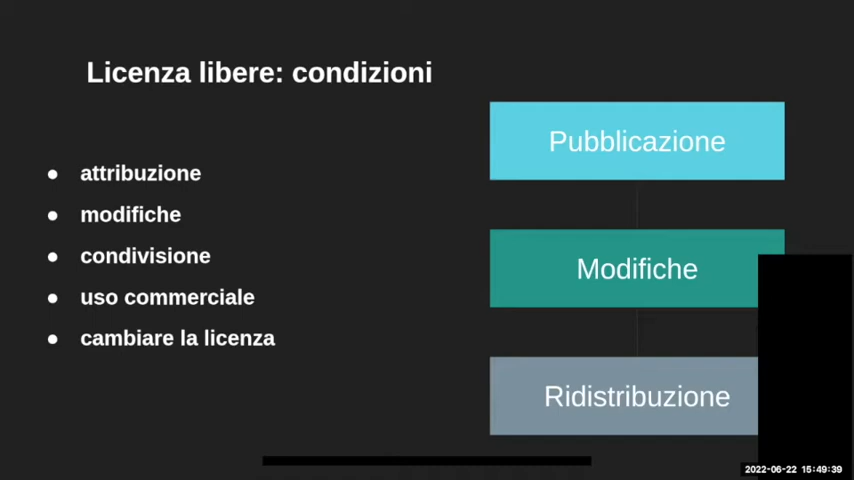 Licenza libere: condizioni
attribuzione
modifiche
condivisione
uso commerciale
cambiare la licenza
Pubblicazione
Modifiche
Ridistribuzione
2022-06-22 15:49:39